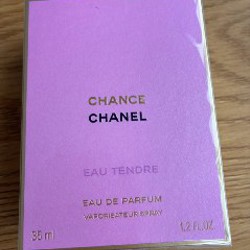 CHANCE
CHANEL
EAU TENDRE
EAU DE PARFUM
VAPORISATEUR SPRAY
35 ml 1.2 FL.OZ